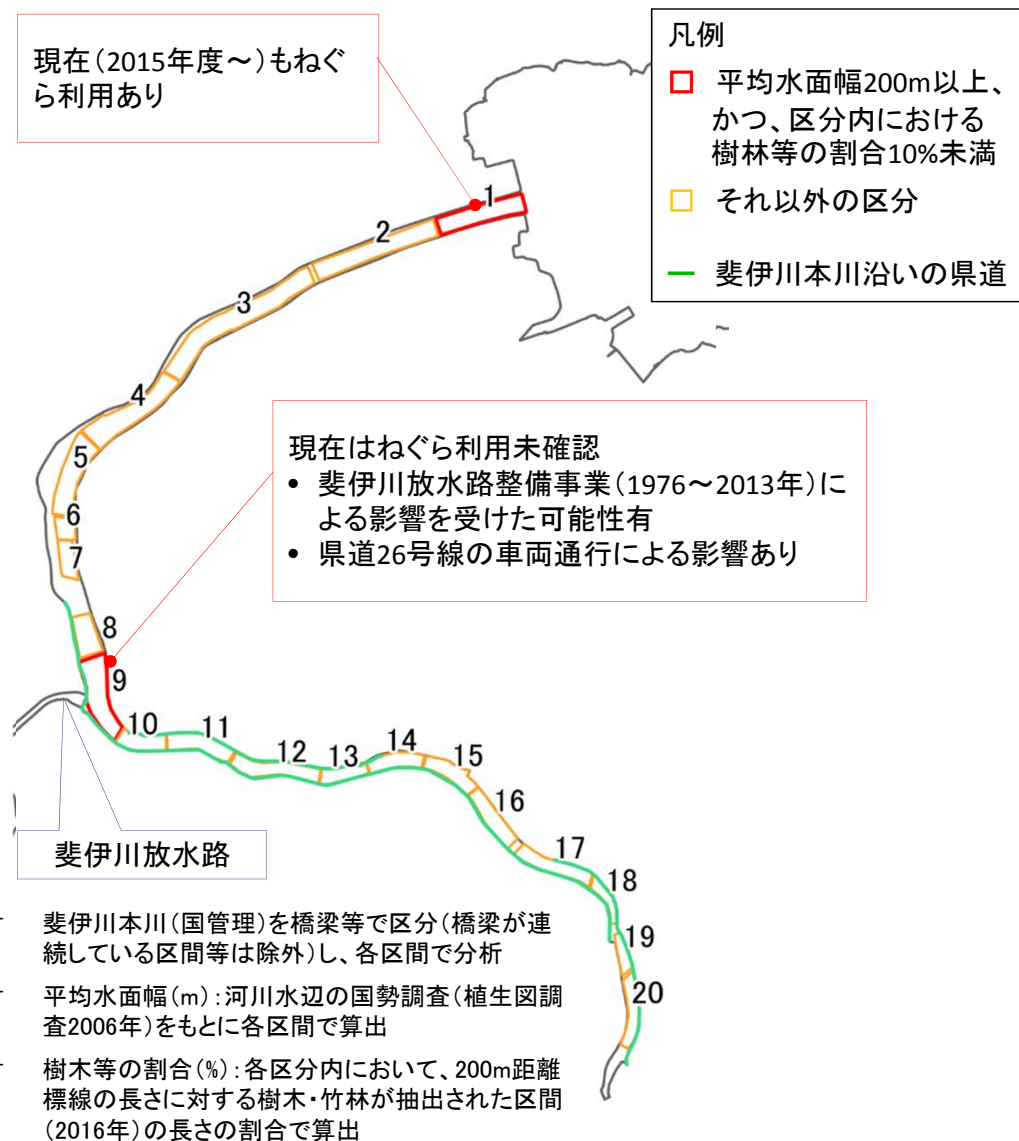 現在(2015年度～)もねぐ
ら利用あり
凡例
平均水面幅200m以上、
かつ、区分内における
樹林等の割合10%未満
それ以外の区分
斐伊川本川沿いの県道
1
2
3
4
5
6
7
8
9
10
11
12
13
14
15
16
17
18
19
20
現在はねぐら利用未確認
• 斐伊川放水路整備事業(1976～2013年)に
よる影響を受けた可能性有
• 県道26号線の車両通行による影響あり
斐伊川放水路
斐伊川本川(国管理)を橋梁等で区分(橋梁が連
続している区間等は除外)し、各区間で分析
平均水面幅(m):河川水辺の国勢調査(植生図調
査2006年)をもとに各区間で算出
樹木等の割合(%):各区分内において、200m距離
標線の長さに対する樹木・竹林が抽出された区間
(2016年)の長さの割合で算出